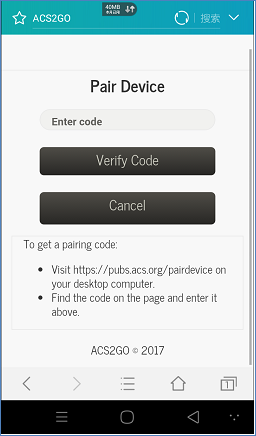 40MB
ACS2GO
搜索
Pair Device
Enter code
Verify Code
Cancel
To get a pairing code:
• Visit https://pubs.acs.org/pairdevice on
your desktop computer.
• Find the code on the page and enter it
above.
ACS2GO © 2017
1